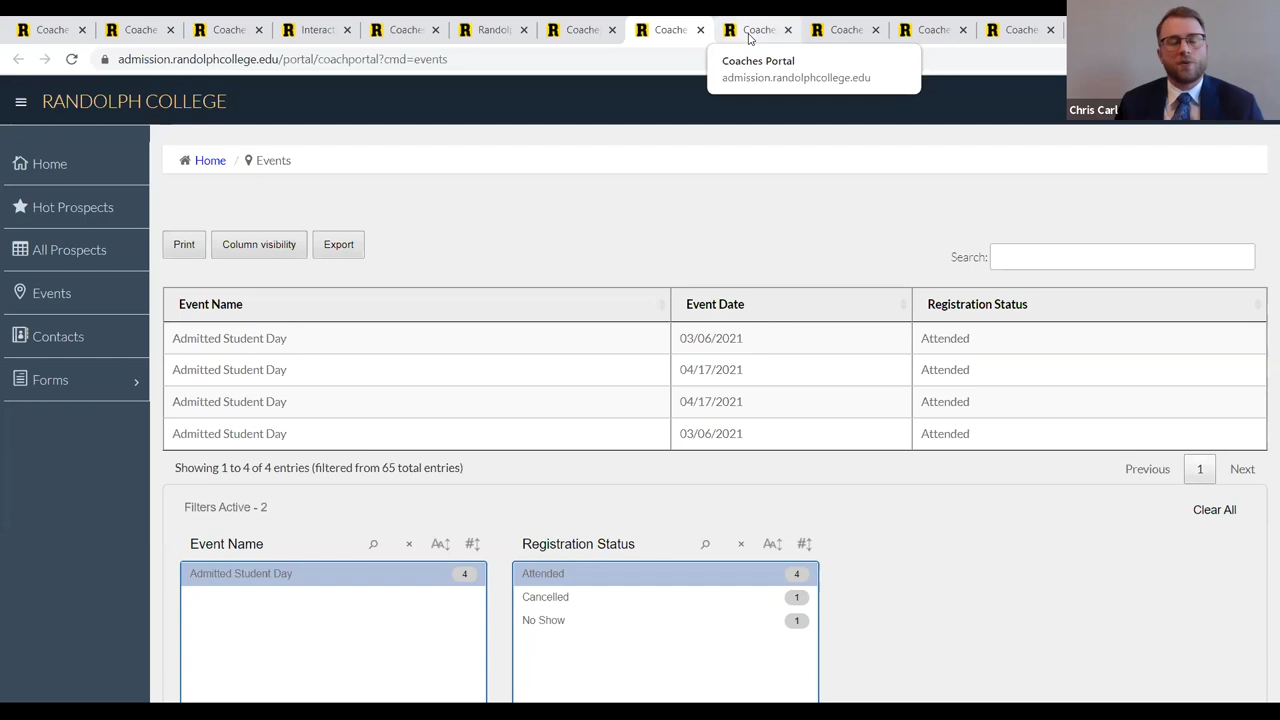 R Coache × R Coache × R Coache × R Interact × R Coache × R Randol × R Coache × R Coache × R Coache × R Coache × R Coache × R Coache ×
admission.randolphcollege.edu/portal/coachportal?cmd=events
Coaches Portal
admission.randolphcollege.edu
Chris Carl
RANDOLPH COLLEGE
Home
Hot Prospects
All Prospects
Events
Contacts
Forms
Home / Events
Print Column visibility Export
Search:
Event Name Event Date Registration Status
Admitted Student Day 03/06/2021 Attended
Admitted Student Day 04/17/2021 Attended
Admitted Student Day 04/17/2021 Attended
Admitted Student Day 03/06/2021 Attended
Showing 1 to 4 of 4 entries (filtered from 65 total entries)
Previous 1 Next
Filters Active - 2
Clear All
Event Name × AA #
Registration Status × AA #
Admitted Student Day 4
Attended 4
Cancelled 1
No Show 1